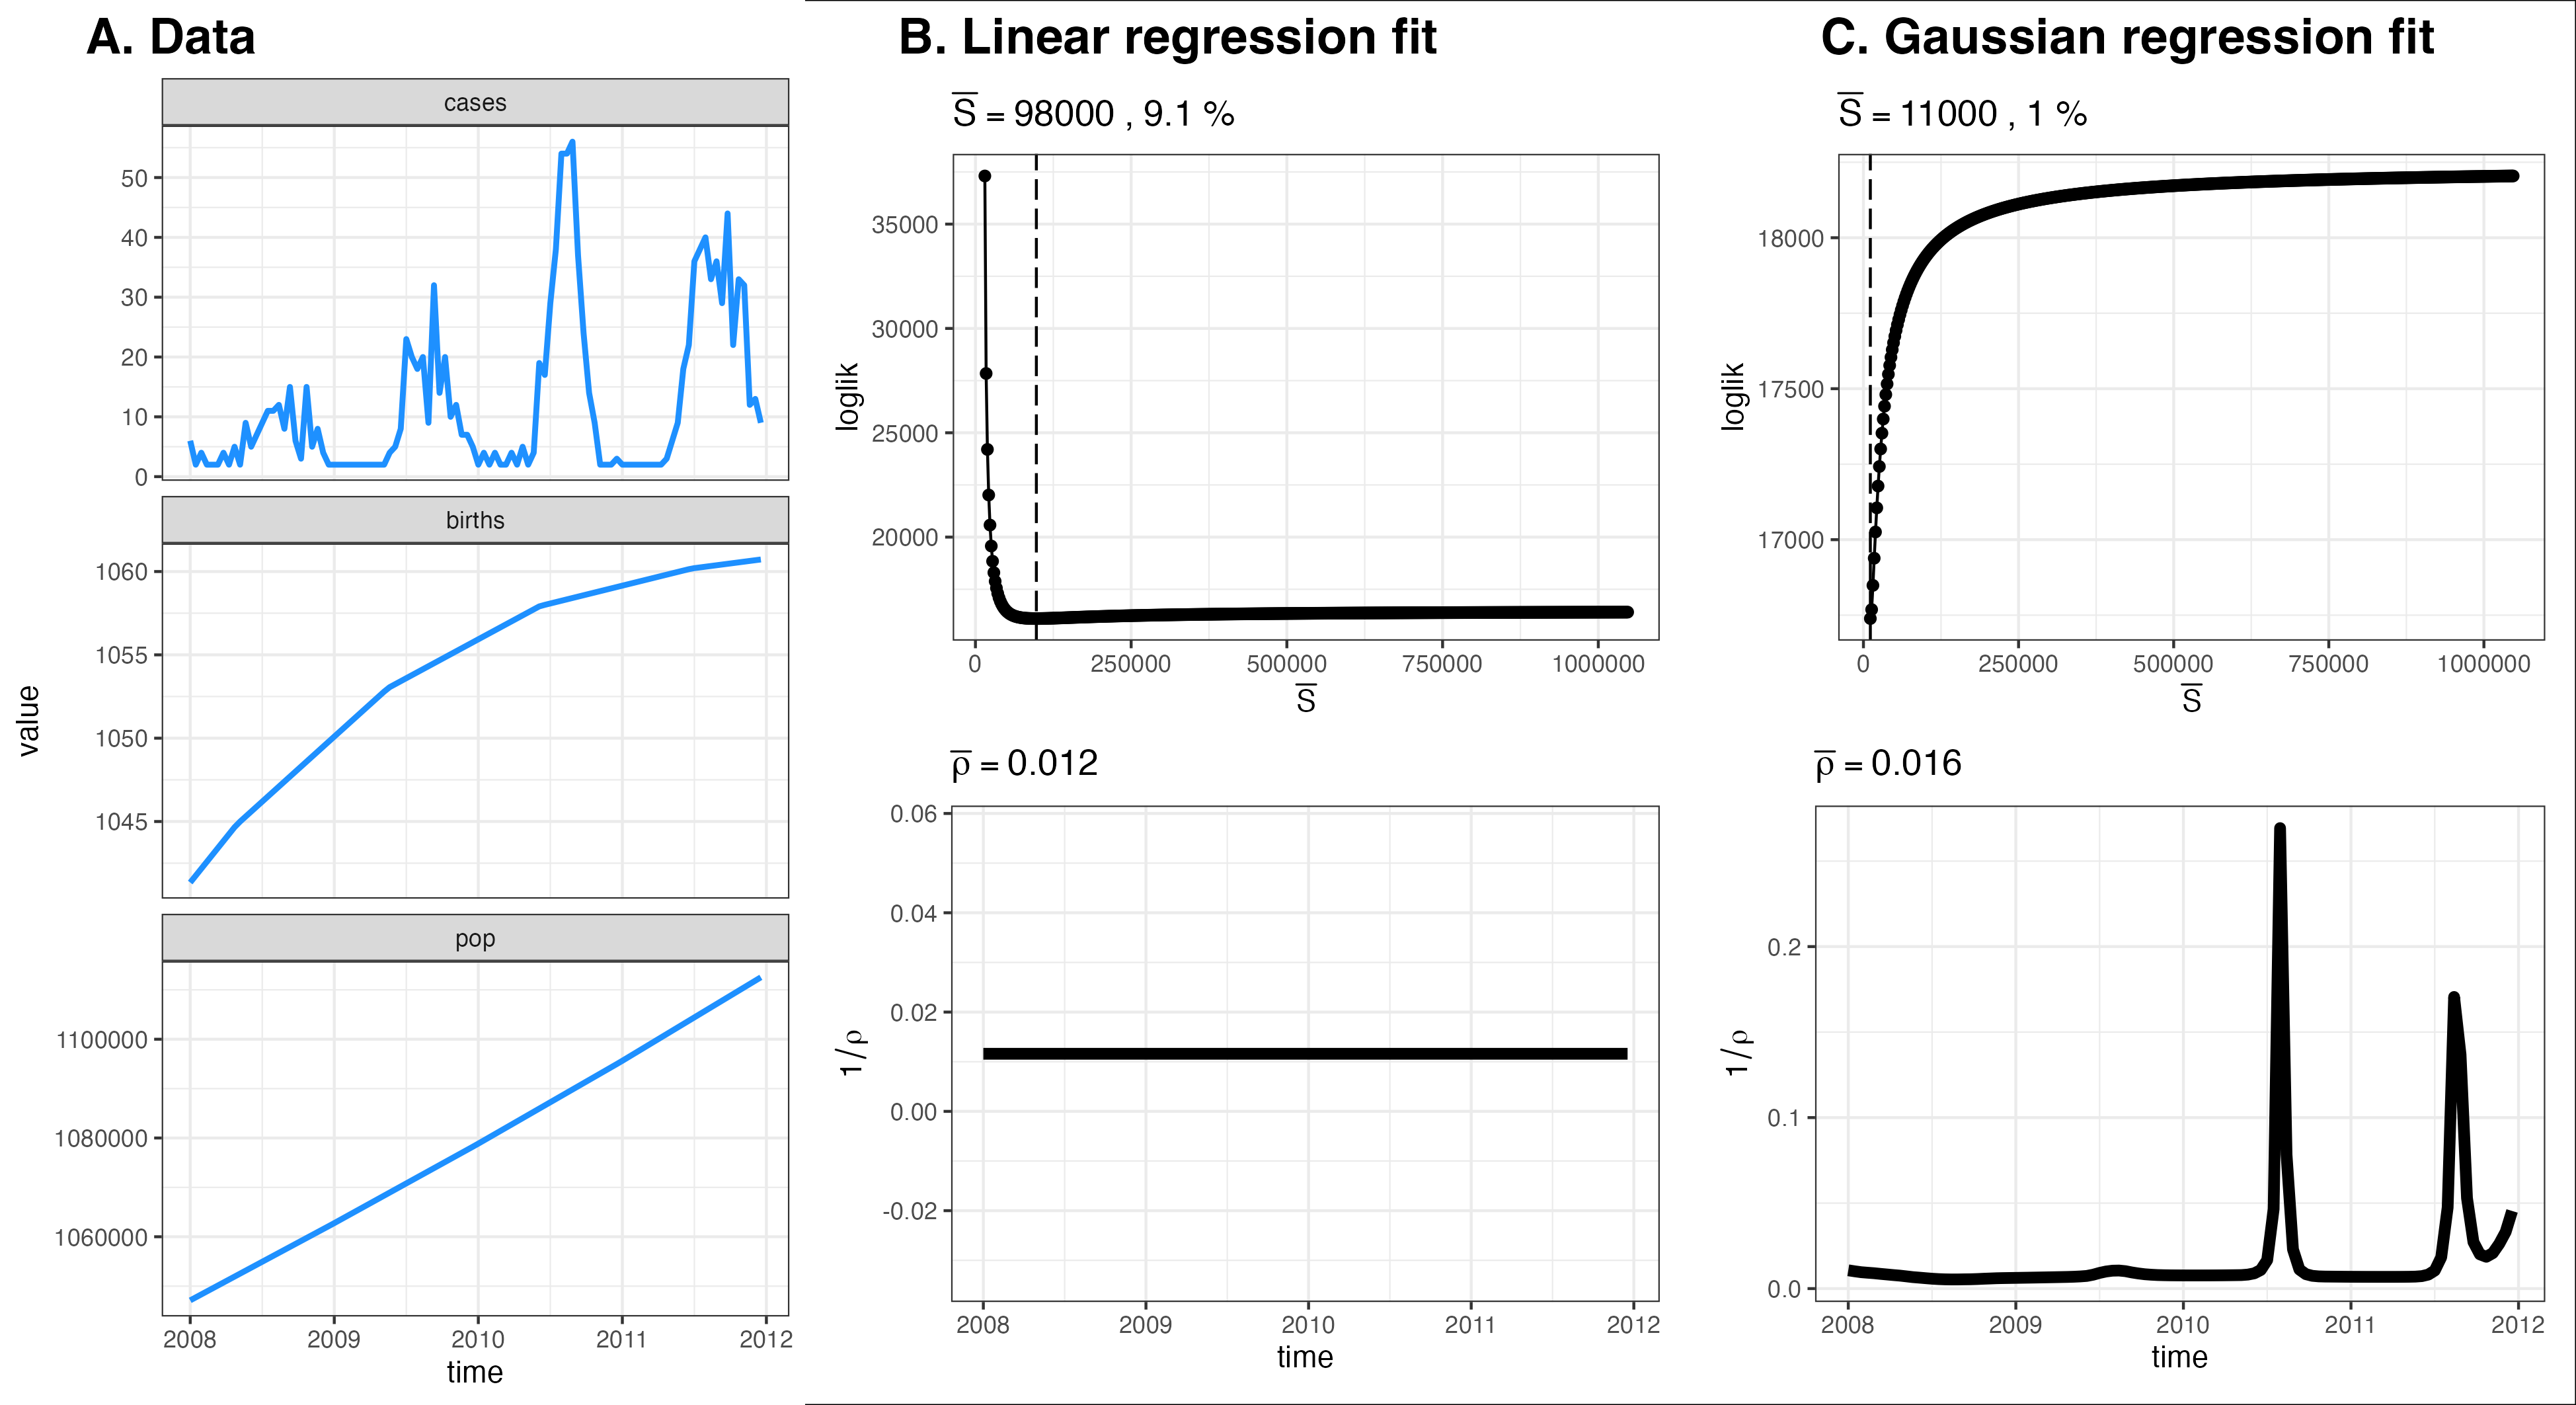 A. Data
cases
50
40
30
20
10
0
births
1060
1055
1050
1045
pop
1100000
1080000
1060000
2008 2009 2010 2011 2012
time
value
B. Linear regression fit
S̅ = 98000 , 9.1 %
35000
30000
25000
20000
loglik
0 250000 500000 750000 1000000
S̅
ρ̅ = 0.012
0.06
0.04
0.02
0.00
-0.02
1/ρ
2008 2009 2010 2011 2012
time
C. Gaussian regression fit
S̅ = 11000 , 1 %
18000
17500
17000
loglik
0 250000 500000 750000 1000000
S̅
ρ̅ = 0.016
0.2
0.1
0.0
1/ρ
2008 2009 2010 2011 2012
time